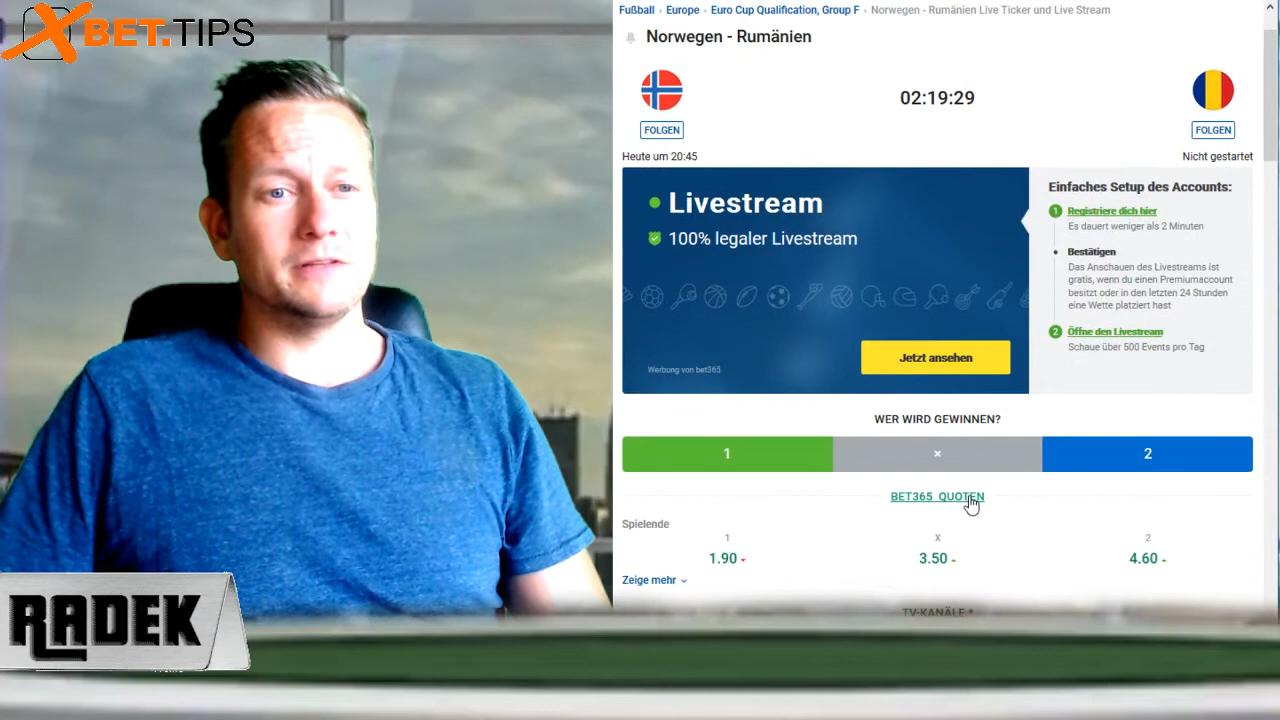 XBET.TIPS
RADEK
Fußball › Europe › Euro Cup Qualification, Group F › Norwegen - Rumänien Live Ticker und Live Stream
Norwegen - Rumänien
02:19:29
FOLGEN
FOLGEN
Heute um 20:45
Nicht gestartet
Livestream
100% legaler Livestream
Jetzt ansehen
Werbung von bet365
Einfaches Setup des Accounts:
1 Registriere dich hier
Es dauert weniger als 2 Minuten
Bestätigen
Das Anschauen des Livestreams ist
gratis, wenn du einen Premiumaccount
besitzt oder in den letzten 24 Stunden
eine Wette platziert hast
2 Öffne den Livestream
Schaue über 500 Events pro Tag
WER WIRD GEWINNEN?
1 × 2
BET365 QUOTEN
Spielende
1 X 2
1.90 3.50 4.60
Zeige mehr
TV-KANÄLE *